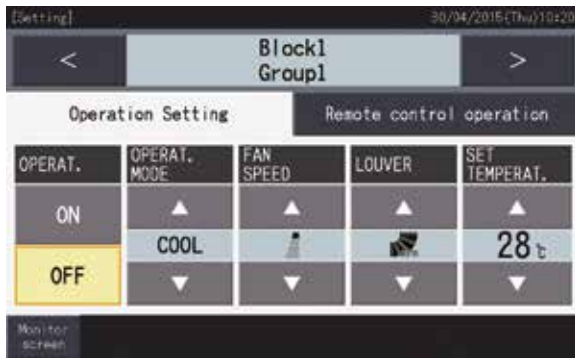 [Setting] 30/04/2015(Thu)10:20
< Block1 >
Group1
Operation Setting Remote control operation
OPERAT. OPERAT. MODE FAN SPEED LOUVER SET TEMPERAT.
ON
COOL 28℃
OFF
Monitor
screen